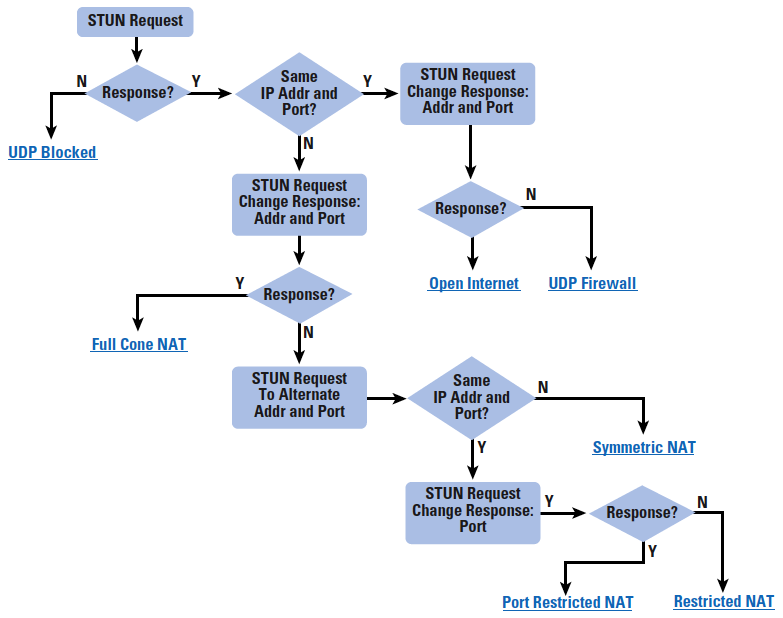 STUN Request
N
Response?
Y
Same
IP Addr and
Port?
Y
STUN Request
Change Response:
Addr and Port
UDP Blocked
N
STUN Request
Change Response:
Addr and Port
Response?
N
Open Internet
UDP Firewall
Y
Response?
Full Cone NAT
N
STUN Request
To Alternate
Addr and Port
Same
IP Addr and
Port?
N
Symmetric NAT
Y
STUN Request
Change Response:
Port
Y
Response?
N
Y
Port Restricted NAT
Restricted NAT